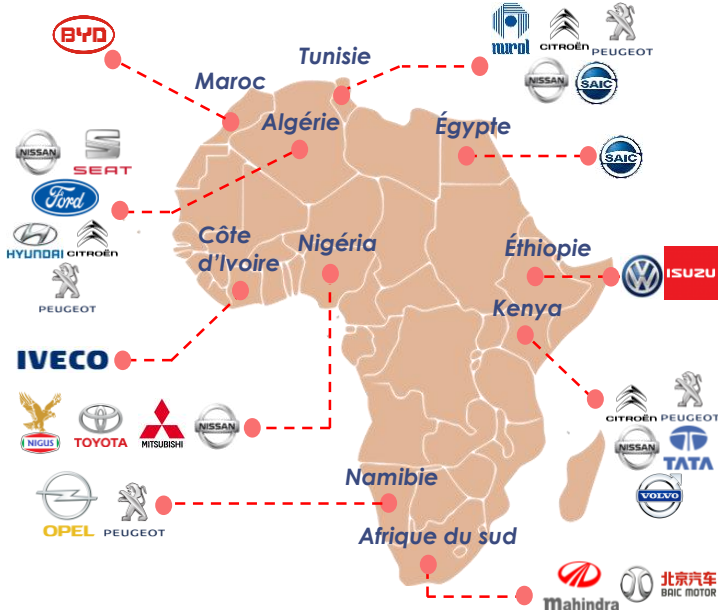 BYD
Tunisie
nurol
CITROËN
PEUGEOT
NISSAN
SAIC
Maroc
Algérie
Égypte
SAIC
NISSAN
SEAT
Ford
HYUNDAI
CITROËN
PEUGEOT
Côte
d'Ivoire
Nigéria
Éthiopie
ISUZU
Kenya
IVECO
NIGUS
TOYOTA
MITSUBISHI
NISSAN
CITROËN
PEUGEOT
NISSAN
TATA
VOLVO
Namibie
OPEL
PEUGEOT
Afrique du sud
Mahindra
北京汽车
BAIC MOTOR